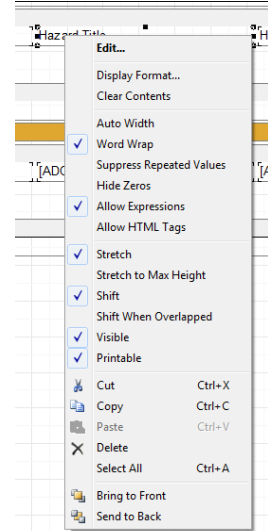 Hazard Title
H
Edit...
Display Format...
Clear Contents
Auto Width
Word Wrap
[ADO
[A
Suppress Repeated Values
Hide Zeros
Allow Expressions
Allow HTML Tags
Stretch
Stretch to Max Height
Shift
Shift When Overlapped
Visible
Printable
Cut Ctrl+X
Copy Ctrl+C
Paste Ctrl+V
Delete
Select All Ctrl+A
Bring to Front
Send to Back